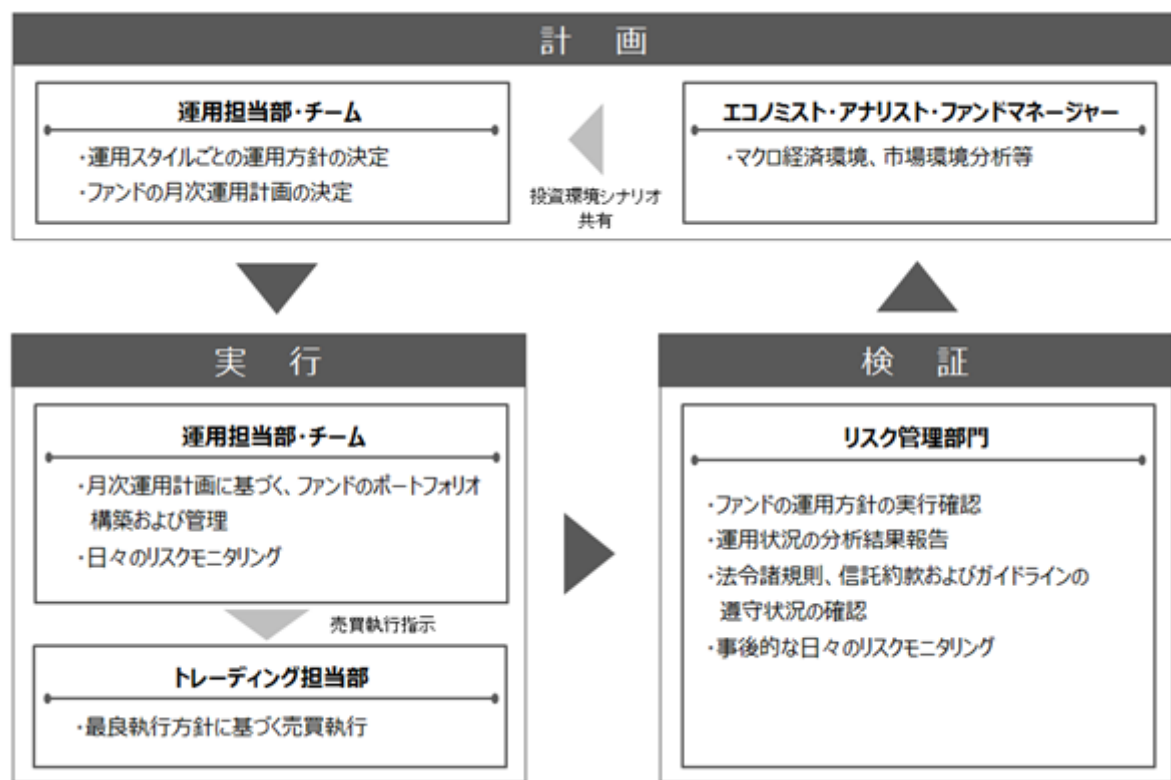 計 画
運用担当部・チーム
・運用スタイルごとの運用方針の決定
・ファンドの月次運用計画の決定
投資環境シナリオ
共有
エコノミスト・アナリスト・ファンドマネージャー
・マクロ経済環境、市場環境分析等
実 行
運用担当部・チーム
・月次運用計画に基づく、ファンドのポートフォリオ
構築および管理
・日々のリスクモニタリング
売買執行指示
トレーディング担当部
・最良執行方針に基づく売買執行
検 証
リスク管理部門
・ファンドの運用方針の実行確認
・運用状況の分析結果報告
・法令諸規則、信託約款およびガイドラインの
遵守状況の確認
・事後的な日々のリスクモニタリング